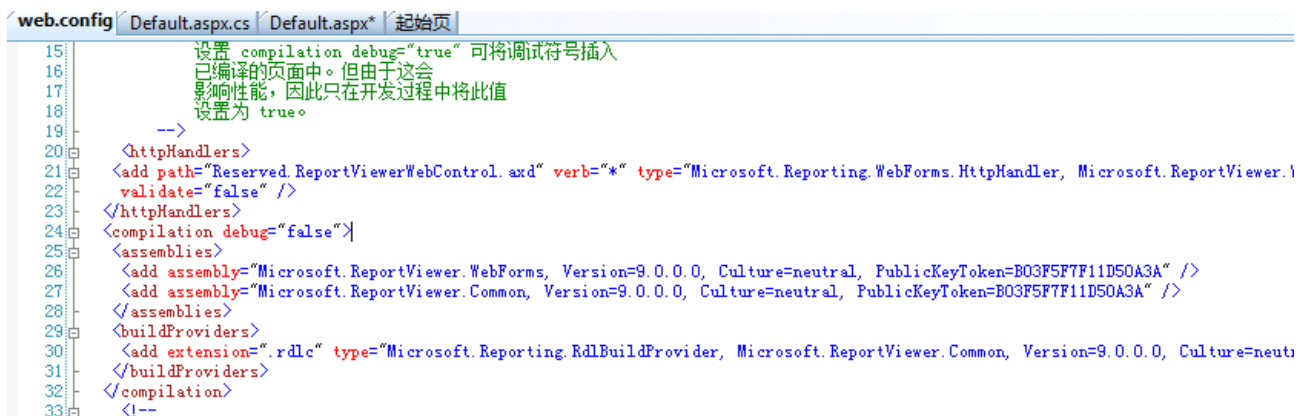 web.config Default.aspx.cs Default.aspx* 起始页
15 设置 compilation debug="true" 可将调试符号插入
16 已编译的页面中。但由于这会
17 影响性能，因此只在开发过程中将此值
18 设置为 true。
19 -->
20 <httpHandlers>
21 <add path="Reserved.ReportViewerWebControl.axd" verb="*" type="Microsoft.Reporting.WebForms.HttpHandler, Microsoft.ReportViewer.
22 validate="false" />
23 </httpHandlers>
24 <compilation debug="false">
25 <assemblies>
26 <add assembly="Microsoft.ReportViewer.WebForms, Version=9.0.0.0, Culture=neutral, PublicKeyToken=B03F5F7F11D50A3A" />
27 <add assembly="Microsoft.ReportViewer.Common, Version=9.0.0.0, Culture=neutral, PublicKeyToken=B03F5F7F11D50A3A" />
28 </assemblies>
29 <buildProviders>
30 <add extension=".rdlc" type="Microsoft.Reporting.RdlBuildProvider, Microsoft.ReportViewer.Common, Version=9.0.0.0, Culture=neut
31 </buildProviders>
32 </compilation>
33 <!--